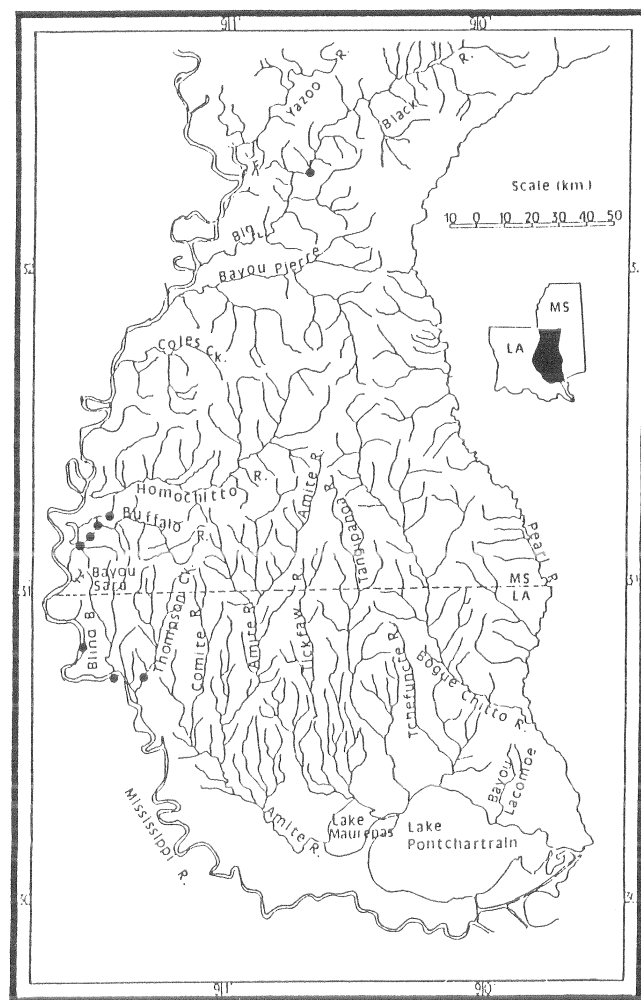 91
90
Yazoo R.
Black R.
Scale (km.)
10 0 10 20 30 40 50
Big
Bayou Pierre
MS
LA
Coles Ck.
Homochitto R.
Amite R.
Tangipahoa R.
Buffalo R.
Pearl R.
Bayou Sara
MS
LA
Thompson Ck.
Comite R.
Amite R.
Tickfaw R.
Blind B.
Tchefuncte R.
Bogue Chitto R.
Bayou Lacombe
Mississippi R.
Amite R.
Lake
Maurepas
Lake
Pontchartrain
91
90